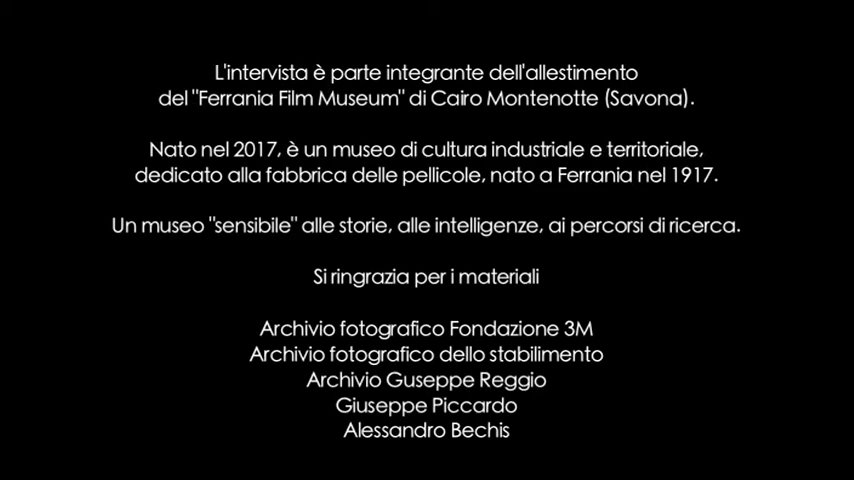 L'intervista è parte integrante dell'allestimento
del "Ferrania Film Museum" di Cairo Montenotte (Savona).
Nato nel 2017, è un museo di cultura industriale e territoriale,
dedicato alla fabbrica delle pellicole, nato a Ferrania nel 1917.
Un museo "sensibile" alle storie, alle intelligenze, ai percorsi di ricerca.
Si ringrazia per i materiali
Archivio fotografico Fondazione 3M
Archivio fotografico dello stabilimento
Archivio Guseppe Reggio
Giuseppe Piccardo
Alessandro Bechis